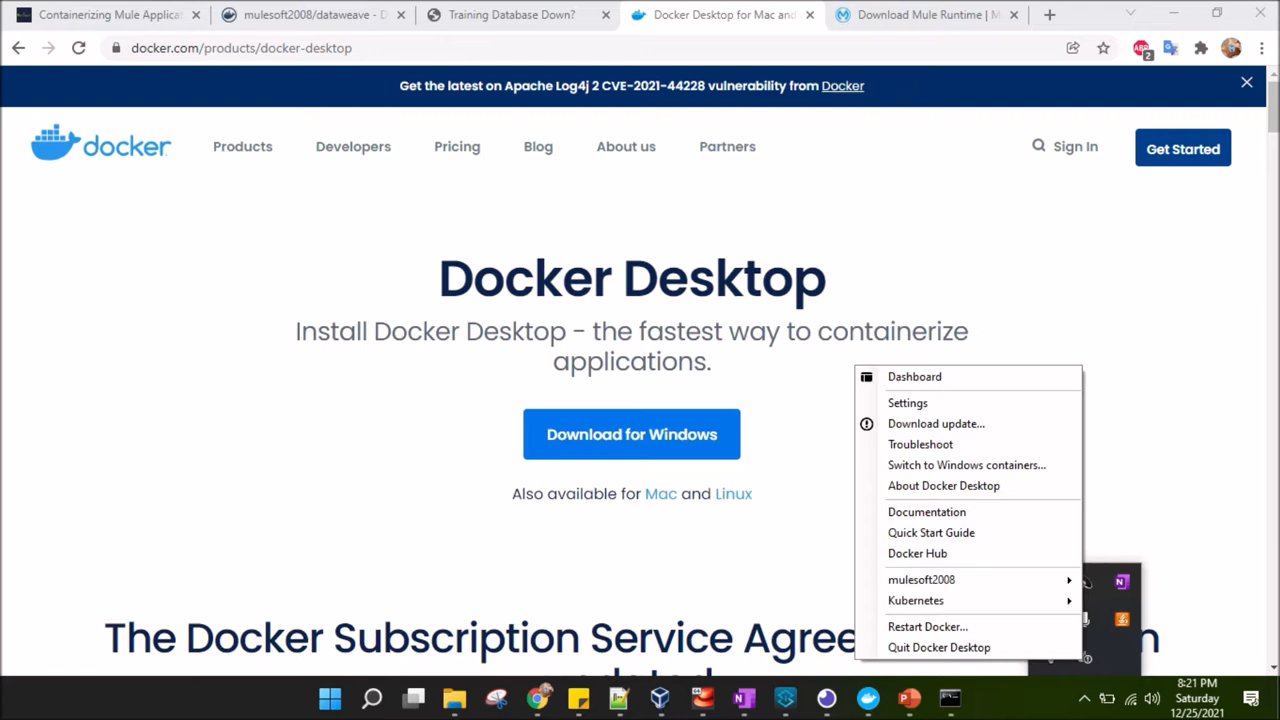 Containerizing Mule Applicat
mulesoft2008/dataweave - D
Training Database Down?
Docker Desktop for Mac and
Download Mule Runtime | M
docker.com/products/docker-desktop
ABP
2
Get the latest on Apache Log4j 2 CVE-2021-44228 vulnerability from Docker
docker
Products
Developers
Pricing
Blog
About us
Partners
Sign In
Get Started
Docker Desktop
Install Docker Desktop - the fastest way to containerize
applications.
Download for Windows
Also available for Mac and Linux
Dashboard
Settings
Download update...
Troubleshoot
Switch to Windows containers...
About Docker Desktop
Documentation
Quick Start Guide
Docker Hub
mulesoft2008
Kubernetes
Restart Docker...
Quit Docker Desktop
The Docker Subscription Service Agree
8:21 PM
Saturday
12/25/2021